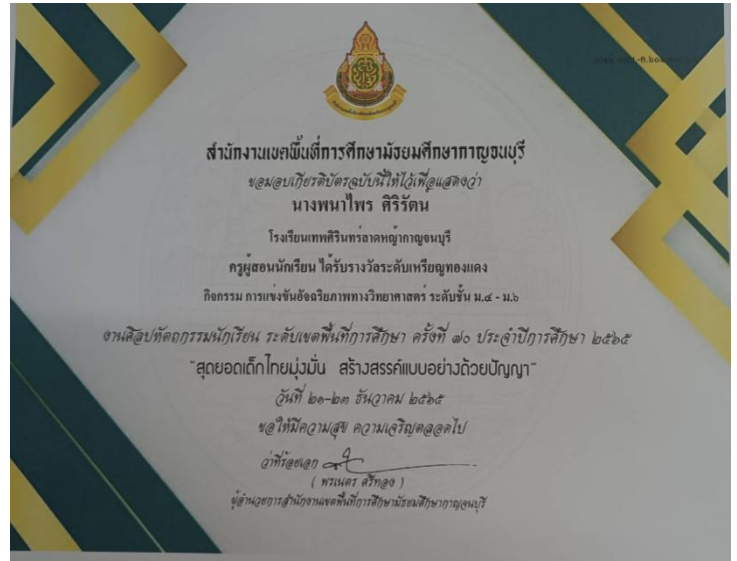 สำนักงานเขตพื้นที่การศึกษามัธยมศึกษากาญจนบุรี
ขอมอบเกียรติบัตรฉบับนี้ให้ไว้เพื่อแสดงว่า
นางพนาไพร ศิริรัตน
โรงเรียนเทพศิรินทร์ลาดหญ้ากาญจนบุรี
ครูผู้สอนนักเรียน ได้รับรางวัลระดับเหรียญทองแดง
กิจกรรม การแข่งขันอัจฉริยภาพทางวิทยาศาสตร์ ระดับชั้น ม.๔ - ม.๖
งานศิลปหัตถกรรมนักเรียน ระดับเขตพื้นที่การศึกษา ครั้งที่ ๗๐ ประจำปีการศึกษา ๒๕๖๕
"สุดยอดเด็กไทยมุ่งมั่น สร้างสรรค์แบบอย่างด้วยปัญญา"
วันที่ ๒๑-๒๓ ธันวาคม ๒๕๖๕
ขอให้มีความสุข ความเจริญตลอดไป
ว่าที่ร้อยเอก
( พรเนตร ศรีทอง )
ผู้อำนวยการสำนักงานเขตพื้นที่การศึกษามัธยมศึกษากาญจนบุรี